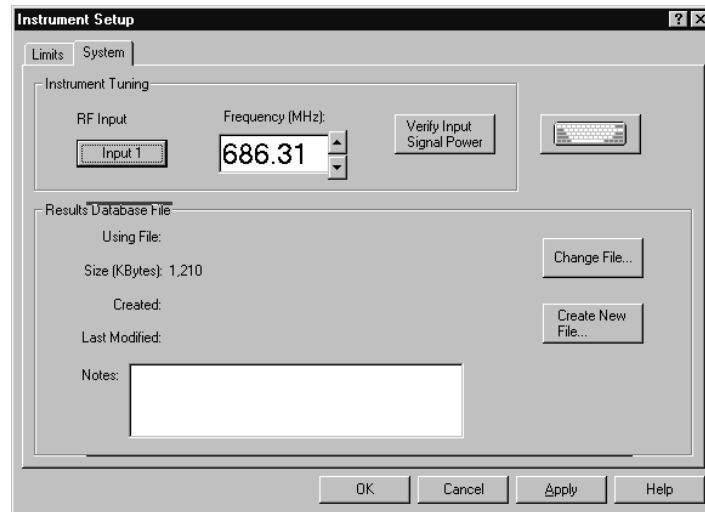 Instrument Setup
Limits System
Instrument Tuning
RF Input
Input 1
Frequency (MHz):
686.31
Verify Input
Signal Power
Results Database File
Using File:
Size (KBytes): 1,210
Created:
Last Modified:
Notes:
Change File...
Create New
File...
OK Cancel Apply Help